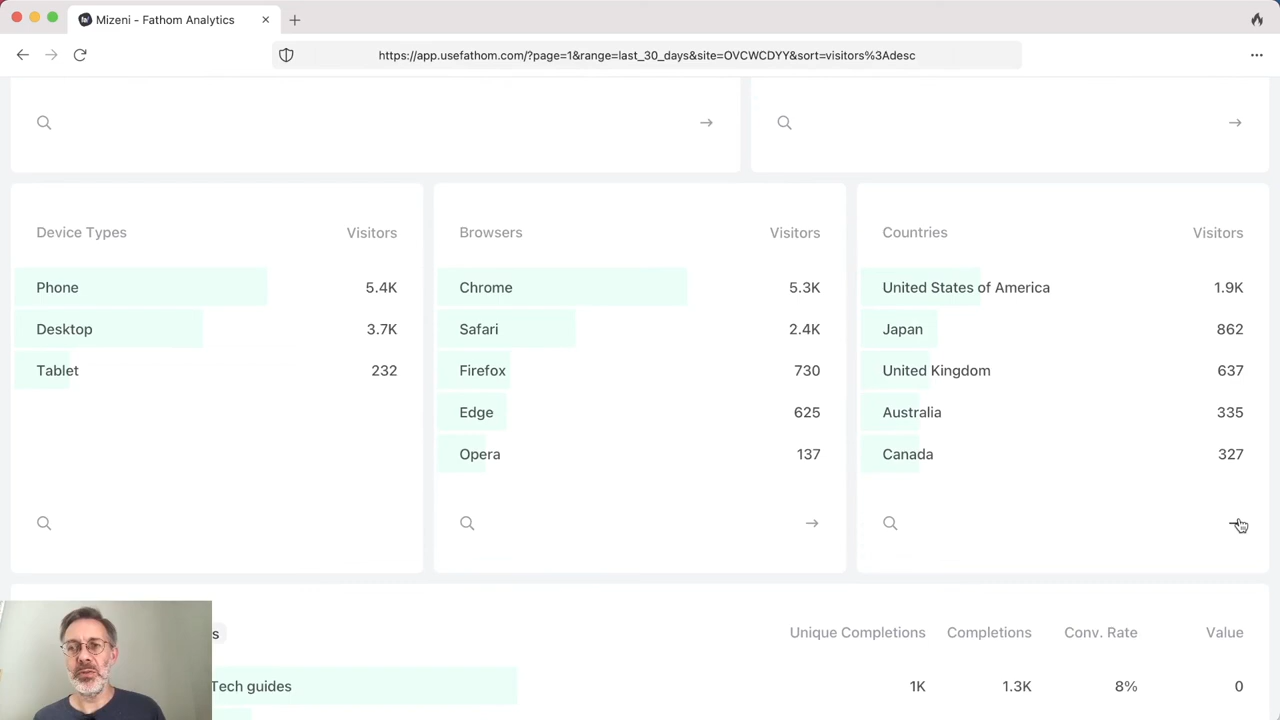 Mizeni - Fathom Analytics
https://app.usefathom.com/?page=1&range=last_30_days&site=OVCWCDYY&sort=visitors%3Adesc
Device Types Visitors
Phone 5.4K
Desktop 3.7K
Tablet 232
Browsers Visitors
Chrome 5.3K
Safari 2.4K
Firefox 730
Edge 625
Opera 137
Countries Visitors
United States of America 1.9K
Japan 862
United Kingdom 637
Australia 335
Canada 327
Unique Completions Completions Conv. Rate Value
Tech guides 1K 1.3K 8% 0